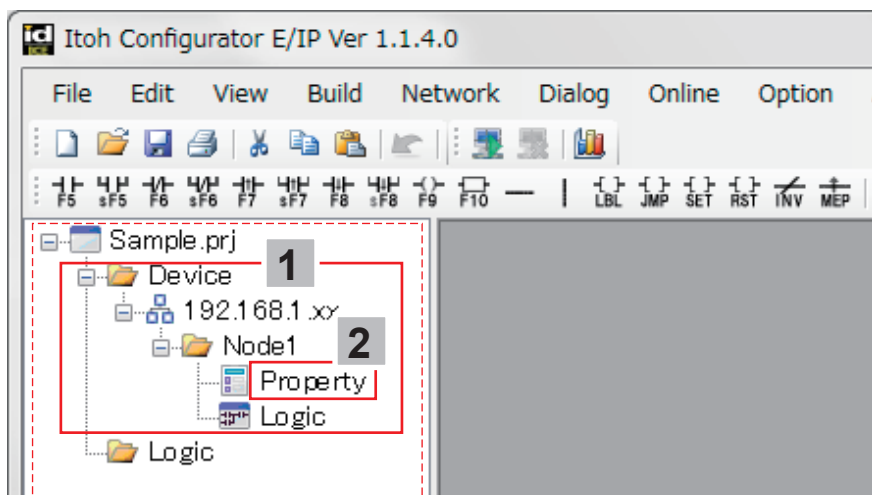 Itoh Configurator E/IP Ver 1.1.4.0
File Edit View Build Network Dialog Online Option
F5 sF5 F6 sF6 F7 sF7 F8 sF8 F9 F10 LBL JMP SET RST INV MEP
Sample.prj
1
Device
192.168.1.xy
2
Node1
Property
Logic
Logic